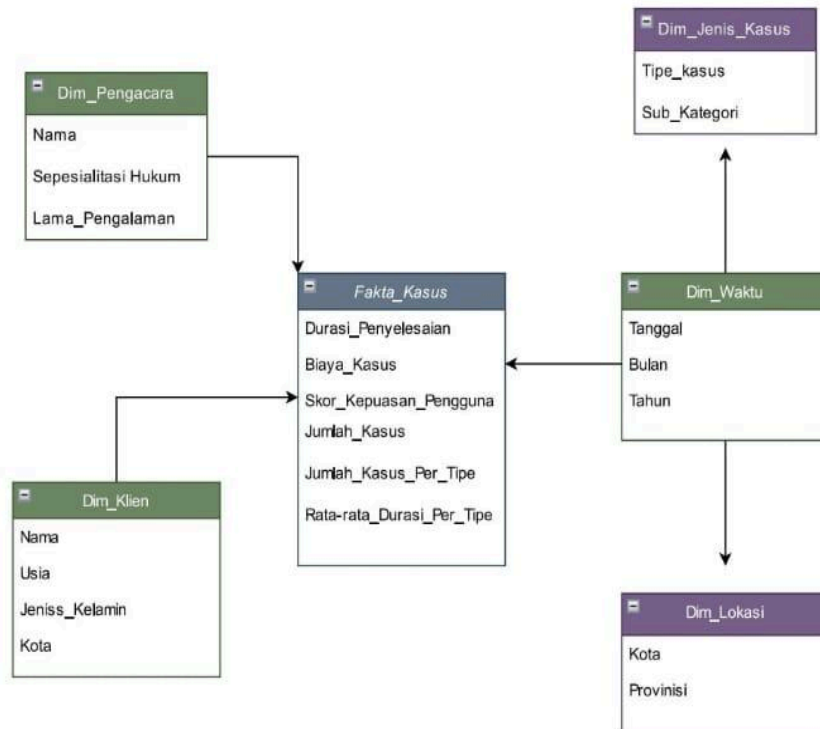 Dim_Jenis_Kasus
Tipe_kasus
Sub_Kategori
Dim_Pengacara
Nama
Sepesialitasi Hukum
Lama_Pengalaman
Fakta_Kasus
Durasi_Penyelesaian
Biaya_Kasus
Skor_Kepuasan_Pengguna
Jumlah_Kasus
Jumlah_Kasus_Per_Tipe
Rata-rata_Durasi_Per_Tipe
Dim_Waktu
Tanggal
Bulan
Tahun
Dim_Klien
Nama
Usia
Jeniss_Kelamin
Kota
Dim_Lokasi
Kota
Provinisi